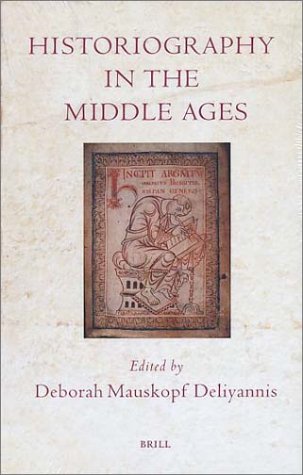 HISTORIOGRAPHY
IN THE
MIDDLE AGES
Edited by
Deborah Mauskopf Deliyannis
BRILL